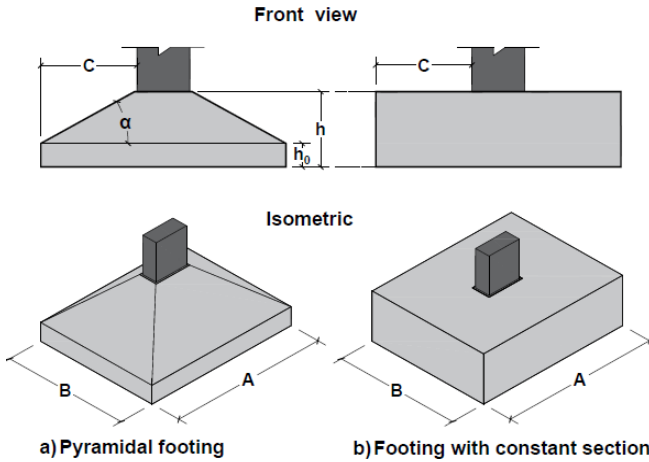 Front view
C
C
α
h
h₀
Isometric
B
A
B
A
a) Pyramidal footing
b) Footing with constant section